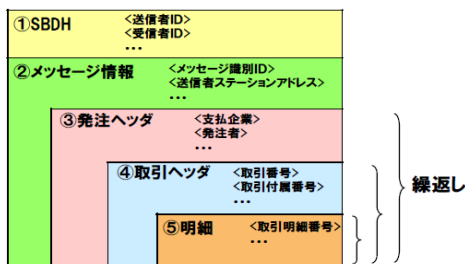 ①SBDH <送信者ID>
<受信者ID>
...
②メッセージ情報 <メッセージ識別ID>
<送信者ステーションアドレス>
...
③発注ヘッダ <支払企業>
<発注者>
...
④取引ヘッダ <取引番号>
<取引付属番号>
...
⑤明細 <取引明細番号>
...
繰返し